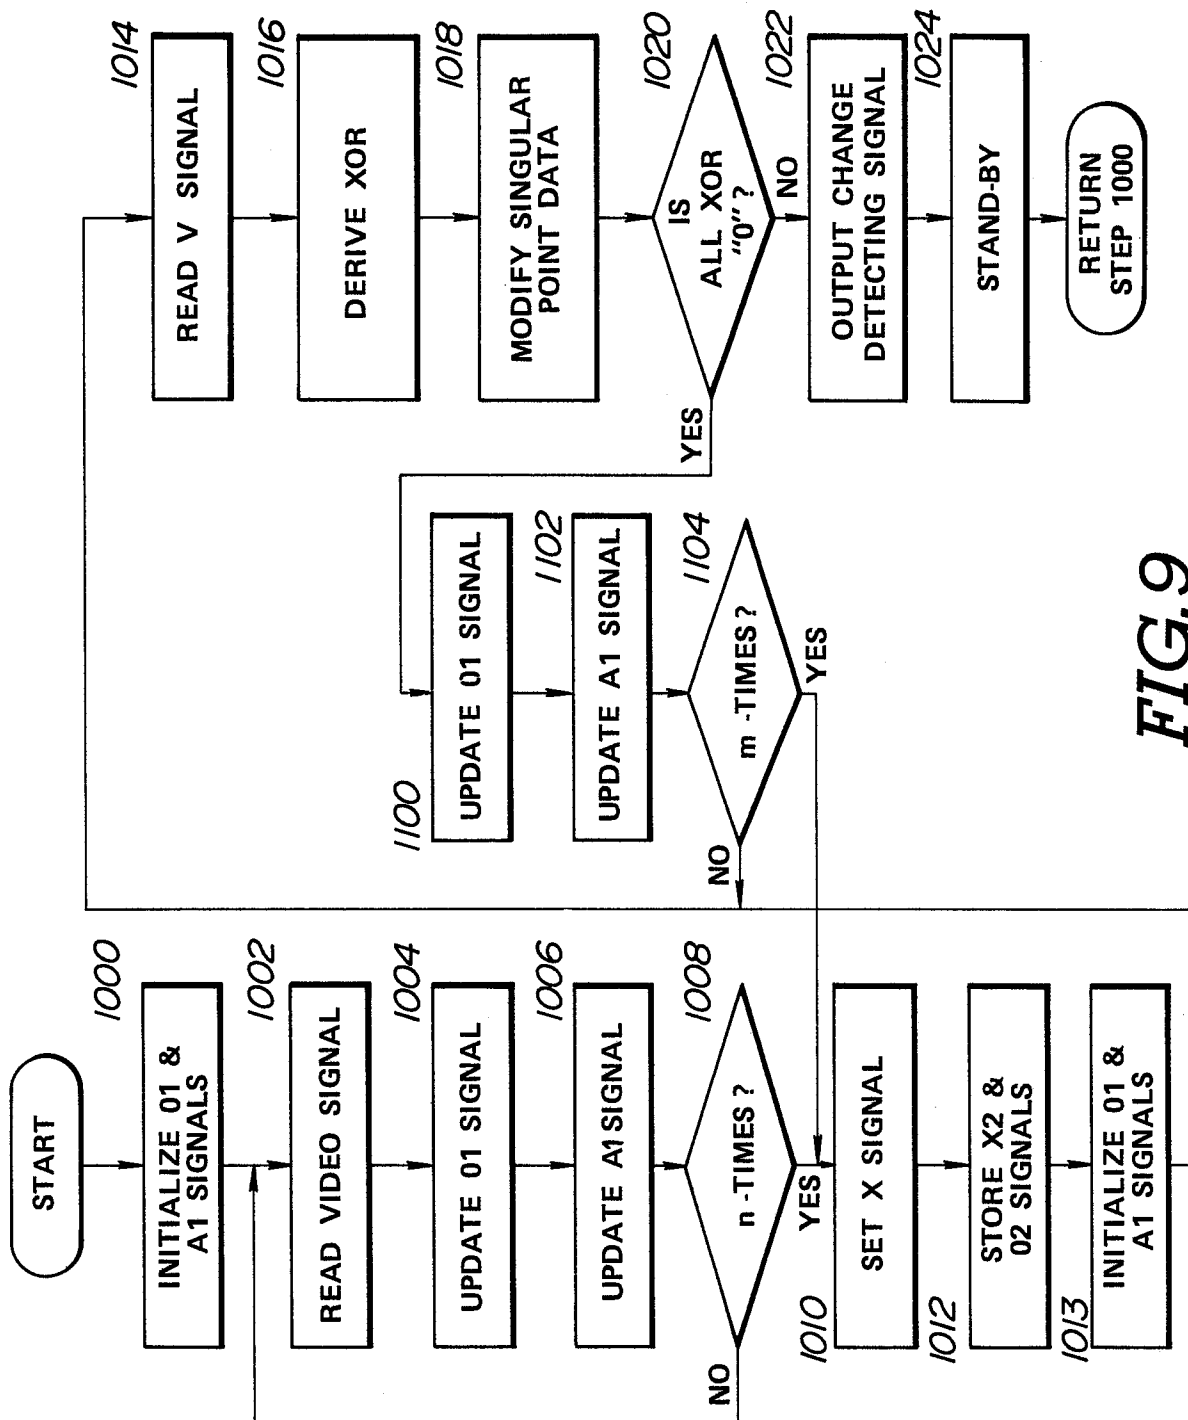 START
1000
INITIALIZE 01 &
A1 SIGNALS
1002
READ VIDEO SIGNAL
1004
UPDATE 01 SIGNAL
1006
UPDATE A1 SIGNAL
1008
n -TIMES ?
NO
YES
1010
SET X SIGNAL
1012
STORE X2 &
02 SIGNALS
1013
INITIALIZE 01 &
A1 SIGNALS
1100
UPDATE 01 SIGNAL
1102
UPDATE A1 SIGNAL
1104
m -TIMES ?
NO
YES
1014
READ V SIGNAL
1016
DERIVE XOR
1018
MODIFY SINGULAR
POINT DATA
1020
IS
ALL XOR
"0" ?
YES
NO
1022
OUTPUT CHANGE
DETECTING SIGNAL
1024
STAND-BY
RETURN
STEP 1000
FIG.9